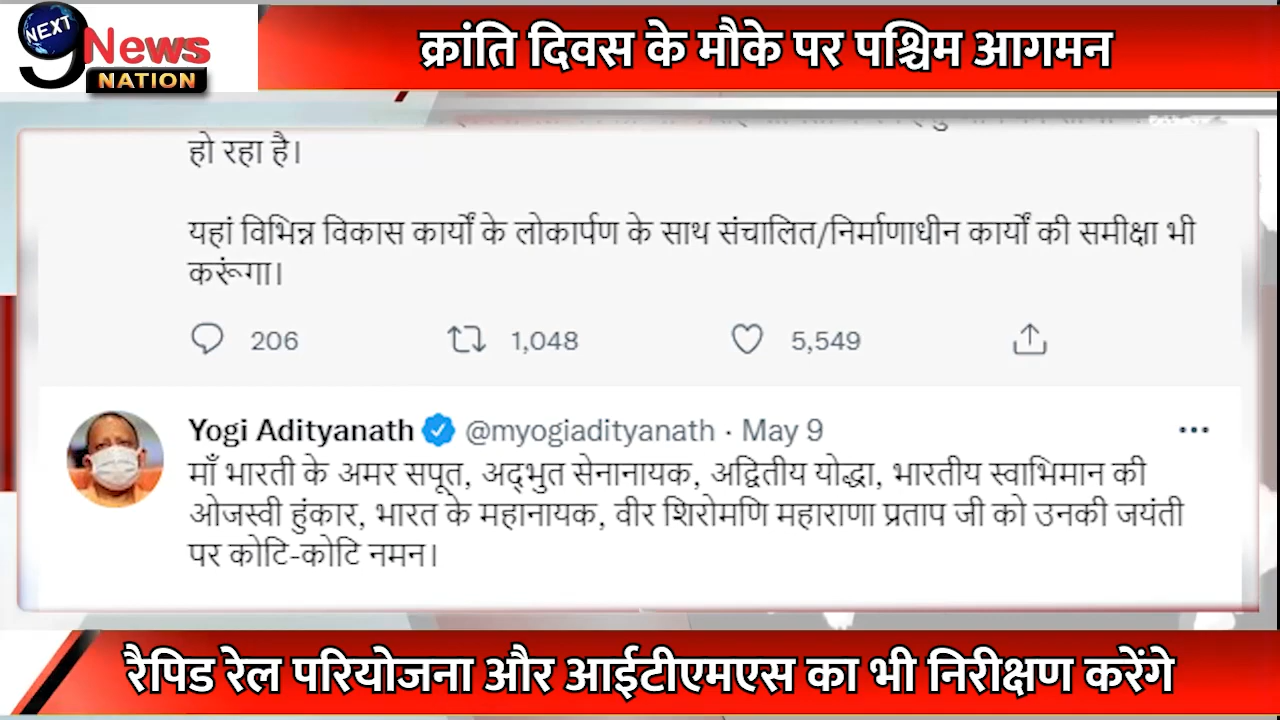 NEXT
9 News
NATION
क्रांति दिवस के मौके पर पश्चिम आगमन
हो रहा है।
यहां विभिन्न विकास कार्यों के लोकार्पण के साथ संचालित/निर्माणाधीन कार्यों की समीक्षा भी
करूंगा।
206 1,048 5,549
Yogi Adityanath @myogiadityanath · May 9
माँ भारती के अमर सपूत, अद्भुत सेनानायक, अद्वितीय योद्धा, भारतीय स्वाभिमान की
ओजस्वी हुंकार, भारत के महानायक, वीर शिरोमणि महाराणा प्रताप जी को उनकी जयंती
पर कोटि-कोटि नमन।
रैपिड रेल परियोजना और आईटीएमएस का भी निरीक्षण करेंगे